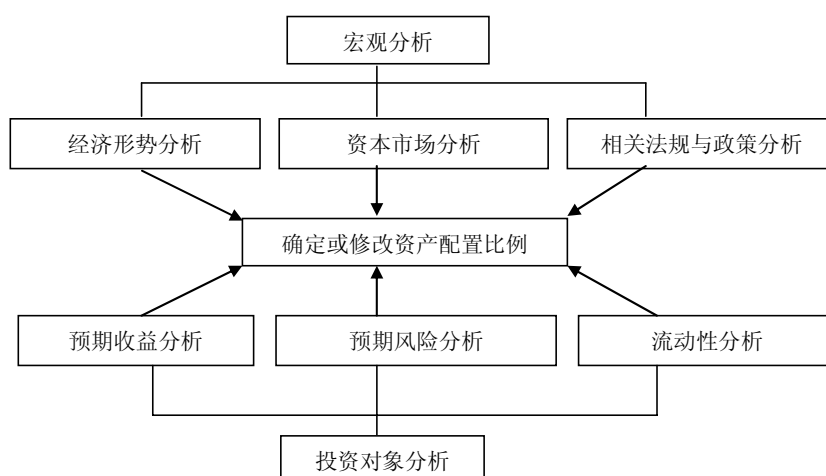 宏观分析
经济形势分析
资本市场分析
相关法规与政策分析
确定或修改资产配置比例
预期收益分析
预期风险分析
流动性分析
投资对象分析